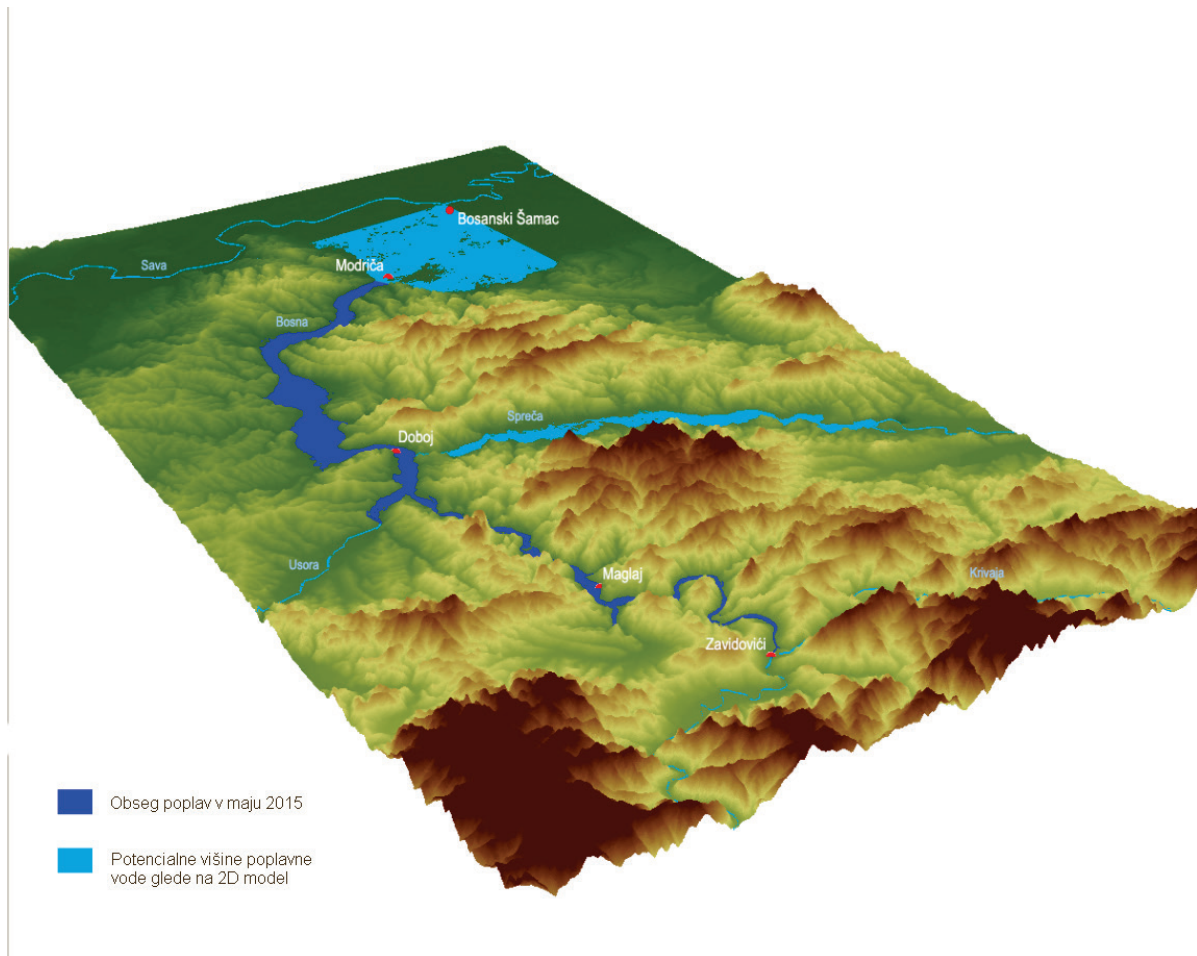 Bosanski Šamac
Sava
Modriča
Bosna
Spreča
Doboj
Usora
Maglaj
Krivaja
Zavidovići
Obseg poplav v maju 2015
Potencialne višine poplavne
vode glede na 2D model